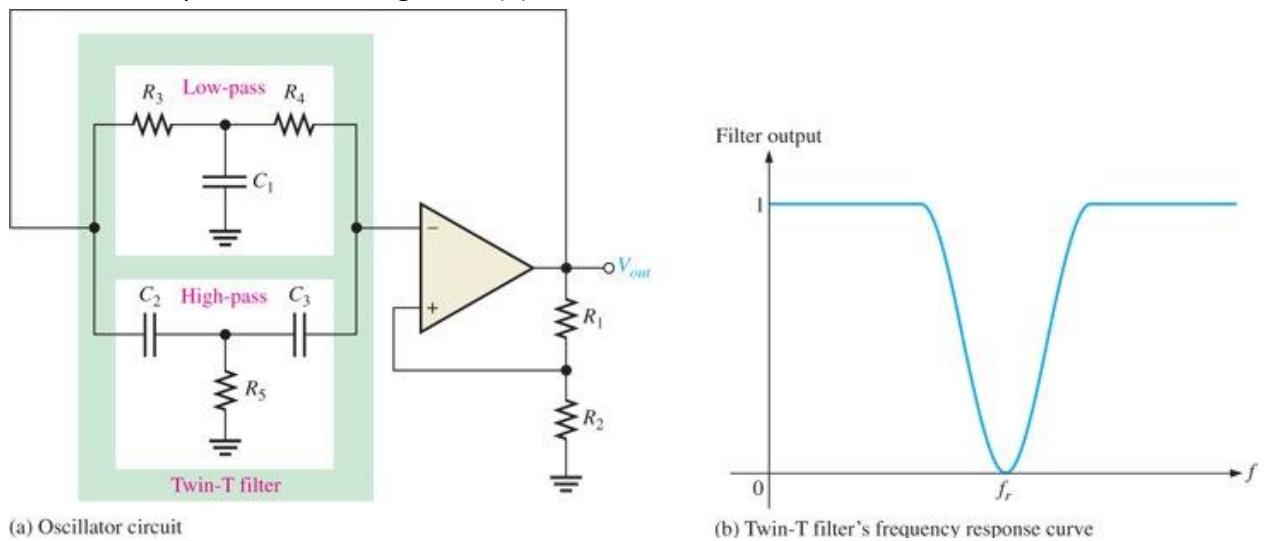 Low-pass
R3 R4
C1
High-pass
C2 C3
R5
Twin-T filter
−
+
Vout
R1
R2
(a) Oscillator circuit
Filter output
1
0
fr
f
(b) Twin-T filter's frequency response curve